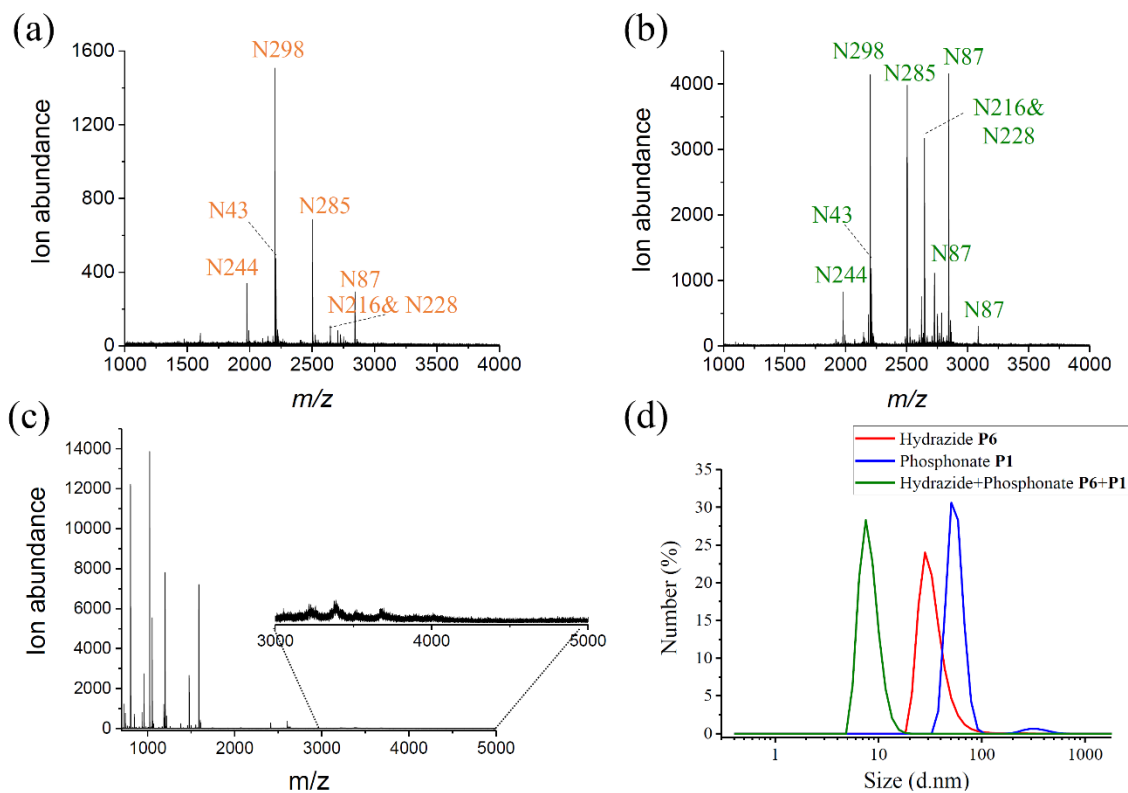 (a)
1600
1200
800
400
0
Ion abundance
N298
N43
N244
N285
N87
N216& N228
1000 1500 2000 2500 3000 3500 4000
m/z
(b)
4000
3000
2000
1000
0
Ion abundance
N298
N285
N87
N216&
N228
N43
N244
N87
N87
1000 1500 2000 2500 3000 3500 4000
m/z
(c)
14000
12000
10000
8000
6000
4000
2000
0
Ion abundance
3000 4000 5000
1000 2000 3000 4000 5000
m/z
(d)
Hydrazide P6
Phosphonate P1
Hydrazide+Phosphonate P6+P1
35
30
25
20
15
10
5
0
Number (%)
1 10 100 1000
Size (d.nm)